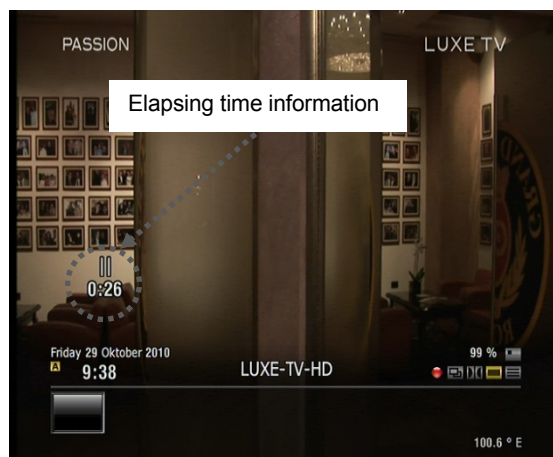 PASSION
LUXE TV
Elapsing time information
0:26
Friday 29 Oktober 2010
99 %
A
9:38
LUXE-TV-HD
100.6 ° E